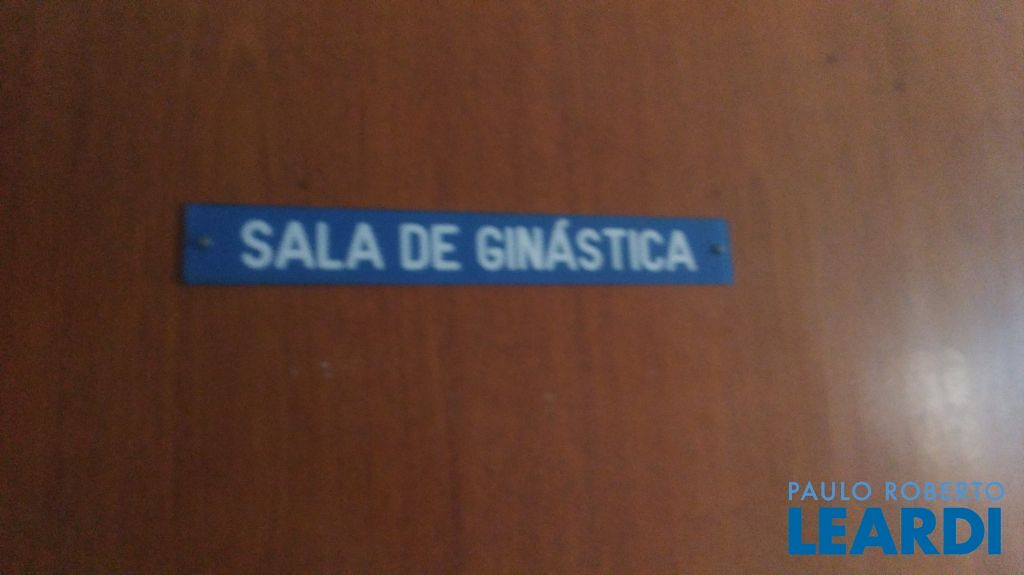 SALA DE GINÁSTICA
PAULO ROBERTO
LEARDI